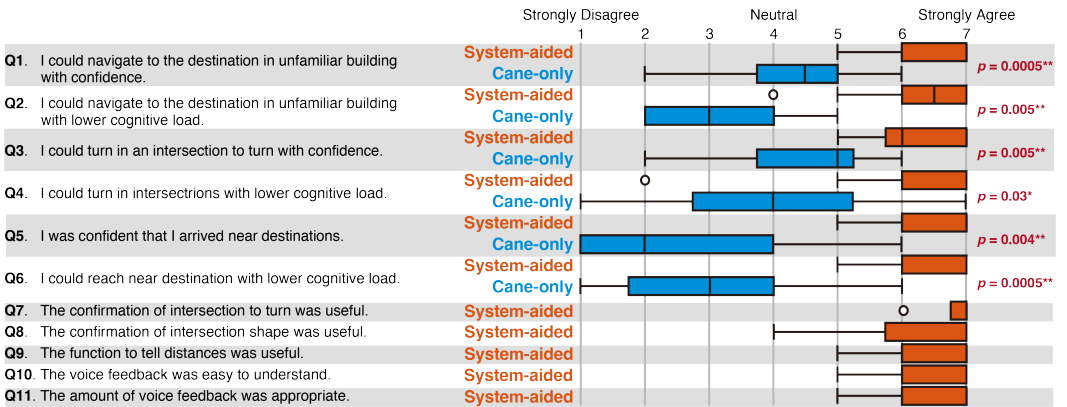 Strongly Disagree Neutral Strongly Agree
1 2 3 4 5 6 7
Q1. I could navigate to the destination in unfamiliar building
with confidence.
System-aided
Cane-only
p = 0.0005**
Q2. I could navigate to the destination in unfamiliar building
with lower cognitive load.
System-aided
Cane-only
p = 0.005**
Q3. I could turn in an intersection to turn with confidence.
System-aided
Cane-only
p = 0.005**
Q4. I could turn in intersectrions with lower cognitive load.
System-aided
Cane-only
p = 0.03*
Q5. I was confident that I arrived near destinations.
System-aided
Cane-only
p = 0.004**
Q6. I could reach near destination with lower cognitive load.
System-aided
Cane-only
p = 0.0005**
Q7. The confirmation of intersection to turn was useful. System-aided
Q8. The confirmation of intersection shape was useful. System-aided
Q9. The function to tell distances was useful. System-aided
Q10. The voice feedback was easy to understand. System-aided
Q11. The amount of voice feedback was appropriate. System-aided